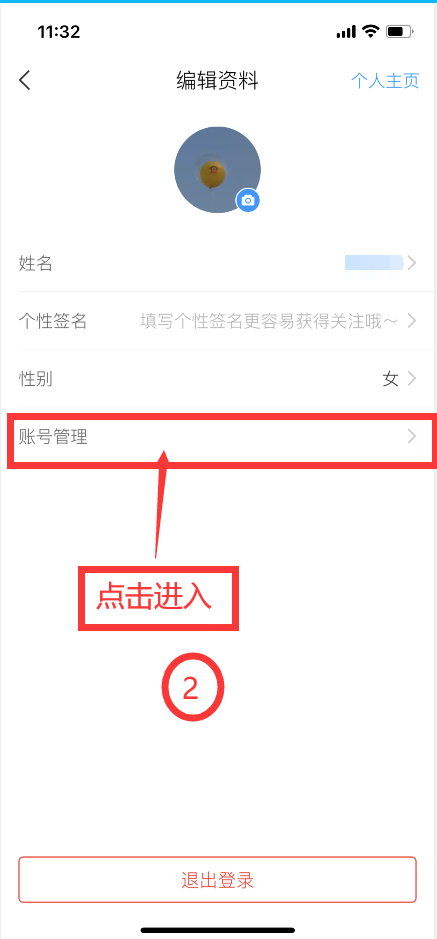 11:32
编辑资料
个人主页
姓名
个性签名
填写个性签名更容易获得关注哦～
性别
女
账号管理
点击进入
2
退出登录